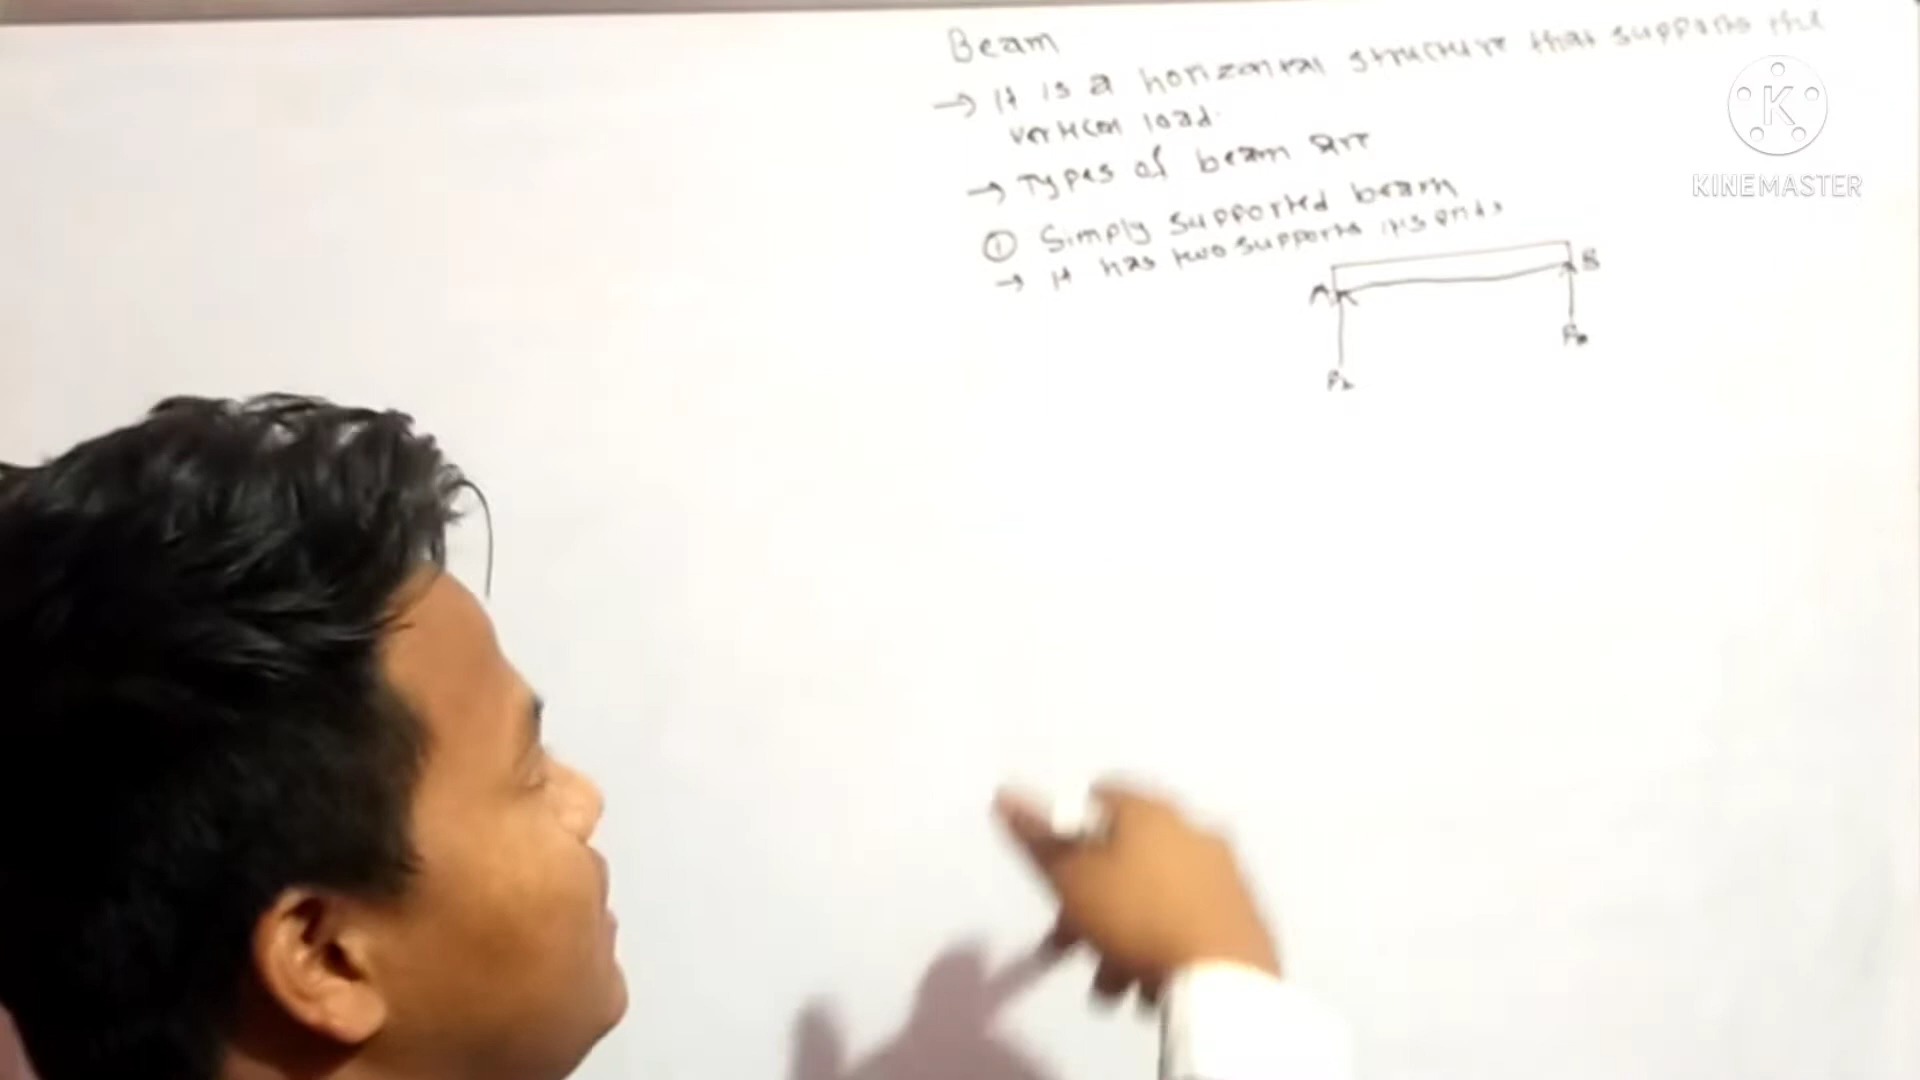 Beam
→ It is a horizontal structure that supports the
vertical load.
→ Types of beam are
① Simply supported beam
→ It has two supports its ends
A B
K
KINEMASTER